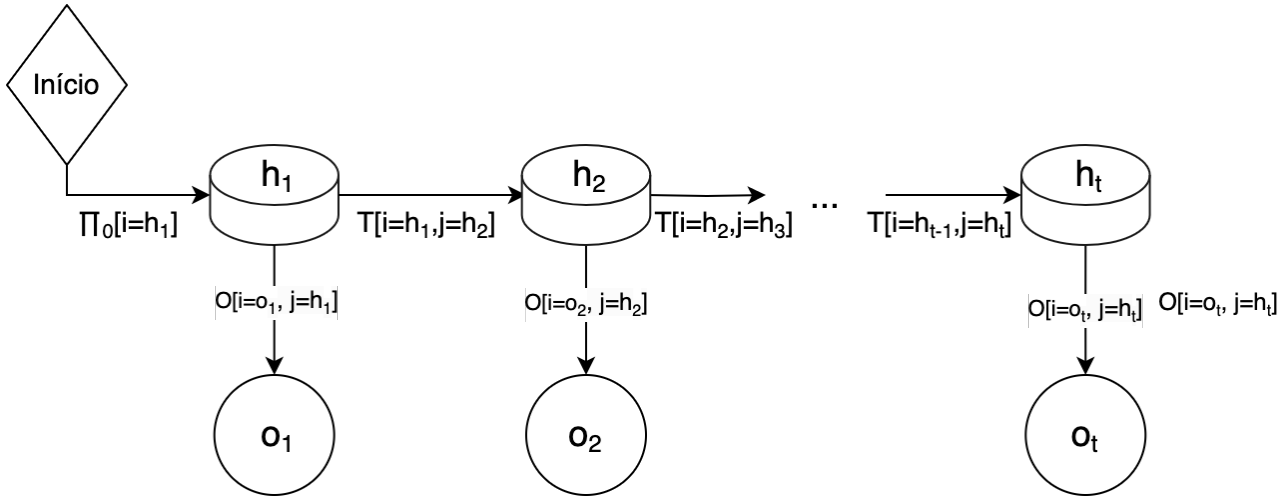 Início
h₁
h₂
hₜ
∏₀[i=h₁]
T[i=h₁,j=h₂]
T[i=h₂,j=h₃]
...
T[i=hₜ₋₁,j=hₜ]
O[i=o₁, j=h₁]
O[i=o₂, j=h₂]
O[i=oₜ, j=hₜ]
O[i=oₜ, j=hₜ]
o₁
o₂
oₜ